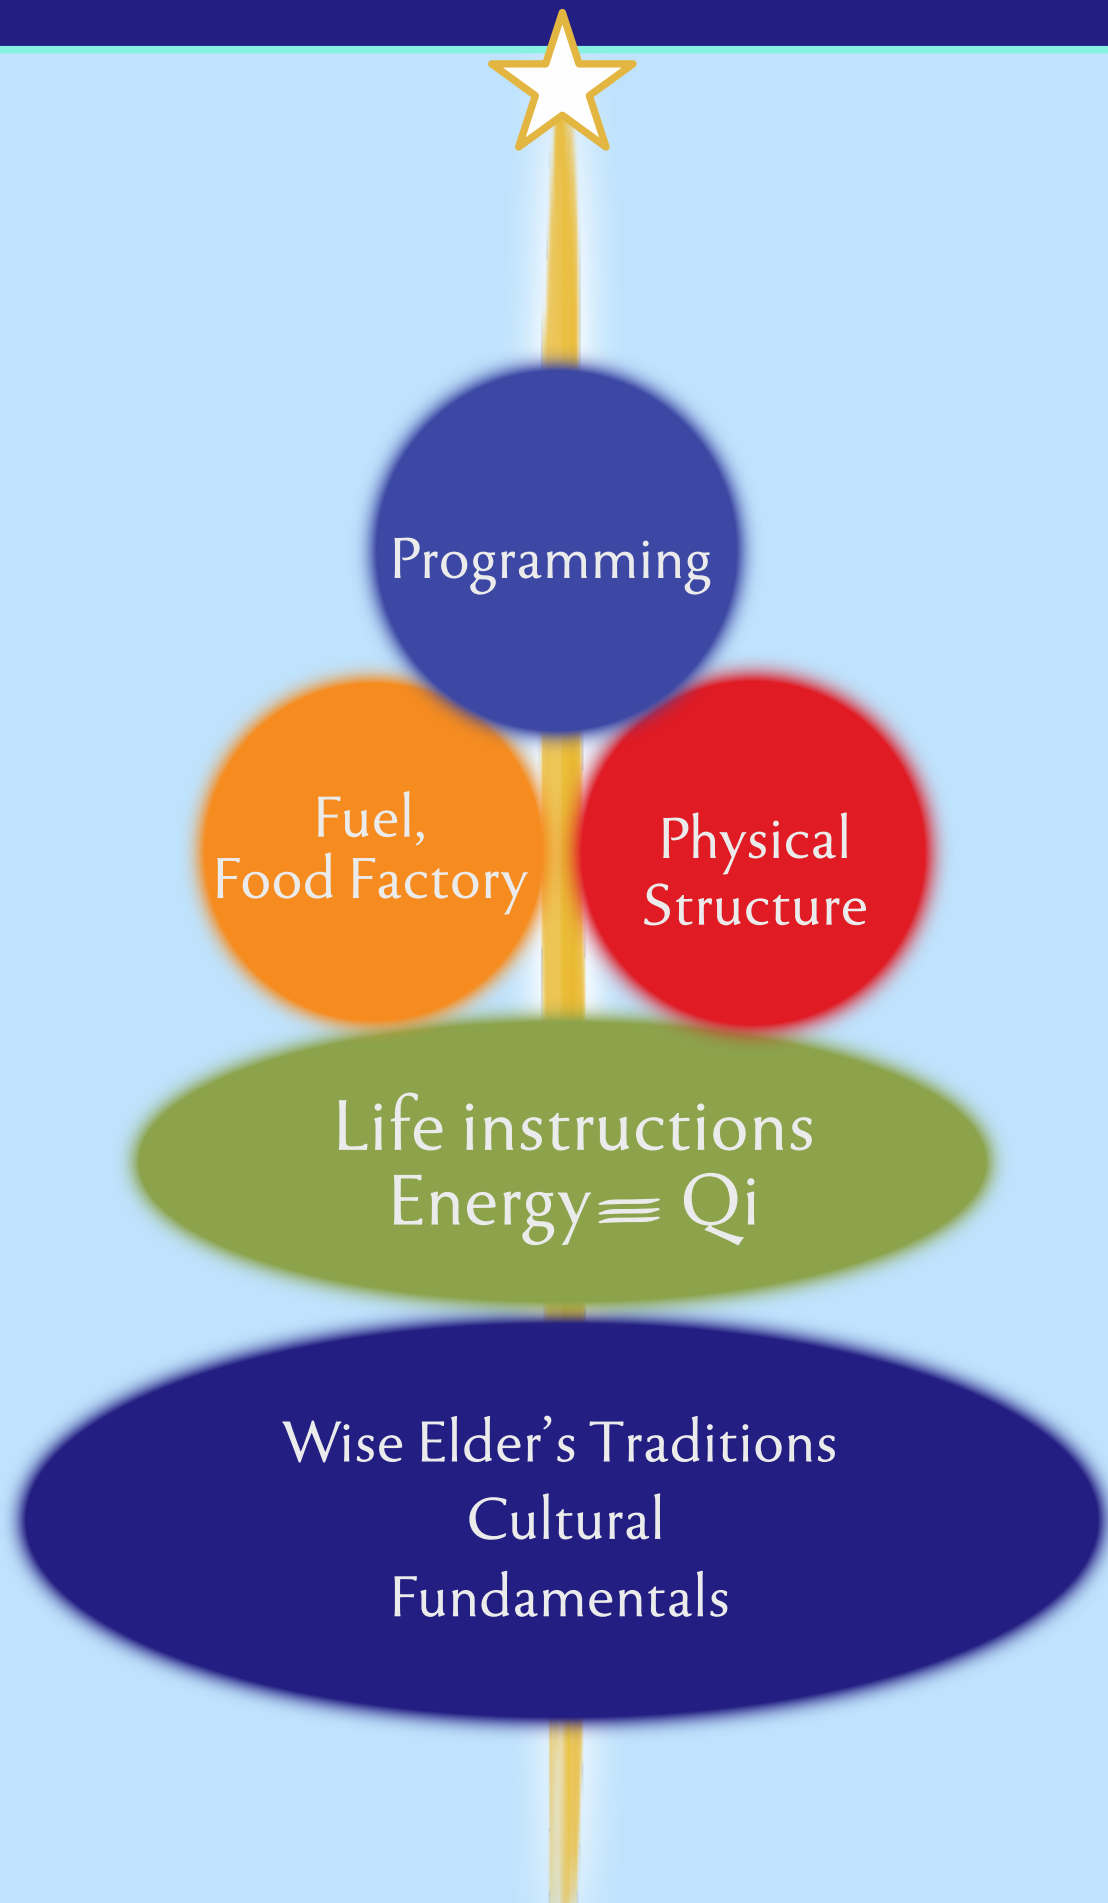 Programming
Fuel,
Food Factory
Physical
Structure
Life instructions
Energy≡ Qi
Wise Elder’s Traditions
Cultural
Fundamentals